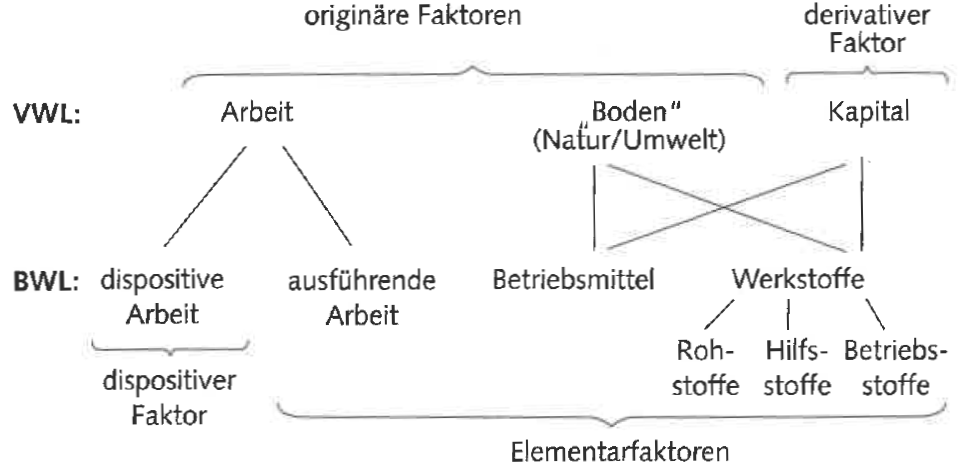 originäre Faktoren derivativer
Faktor
VWL: Arbeit „Boden" Kapital
(Natur/Umwelt)
BWL: dispositive ausführende Betriebsmittel Werkstoffe
Arbeit Arbeit
Roh- Hilfs- Betriebs-
stoffe stoffe stoffe
dispositiver
Faktor
Elementarfaktoren